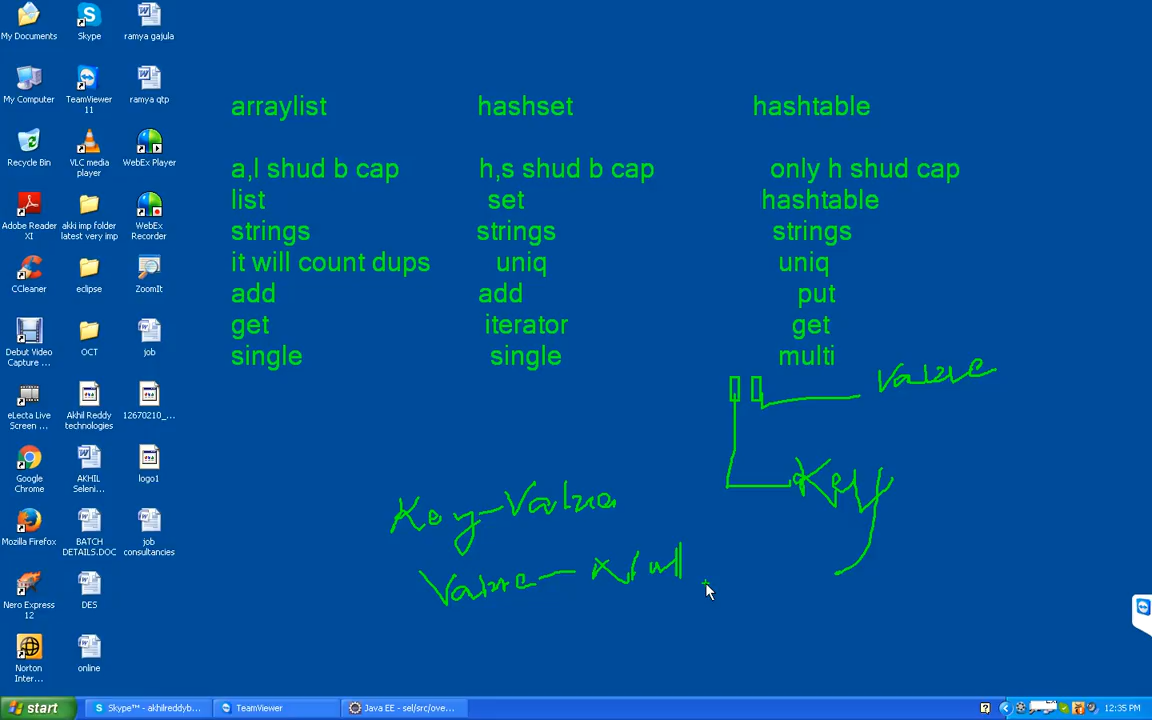 My Documents
Skype
ramya gajula
My Computer
TeamViewer 11
ramya qtp
Recycle Bin
VLC media player
WebEx Player
Adobe Reader XI
akki imp folder latest very imp
WebEx Recorder
CCleaner
eclipse
ZoomIt
Debut Video Capture ...
OCT
job
eLecta Live Screen ...
Akhil Reddy technologies
12670210_...
Google Chrome
AKHIL Seleni...
logo1
Mozilla Firefox
BATCH DETAILS.DOC
job consultancies
Nero Express 12
DES
Norton Inter...
online
arraylist hashset hashtable
a,l shud b cap h,s shud b cap only h shud cap
list set hashtable
strings strings strings
it will count dups uniq uniq
add add put
get iterator get
single single multi
Value
Key
Key-Value
Value-Null
start
Skype™ - akhilreddyb...
TeamViewer
Java EE - sel/src/ove...
12:35 PM